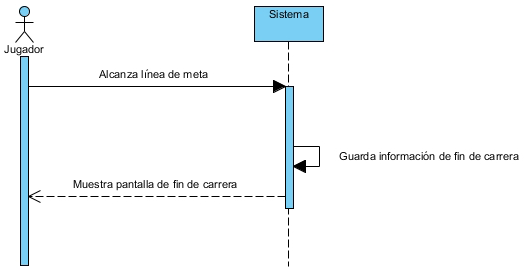 Sistema
Jugador
Alcanza línea de meta
Guarda información de fin de carrera
Muestra pantalla de fin de carrera